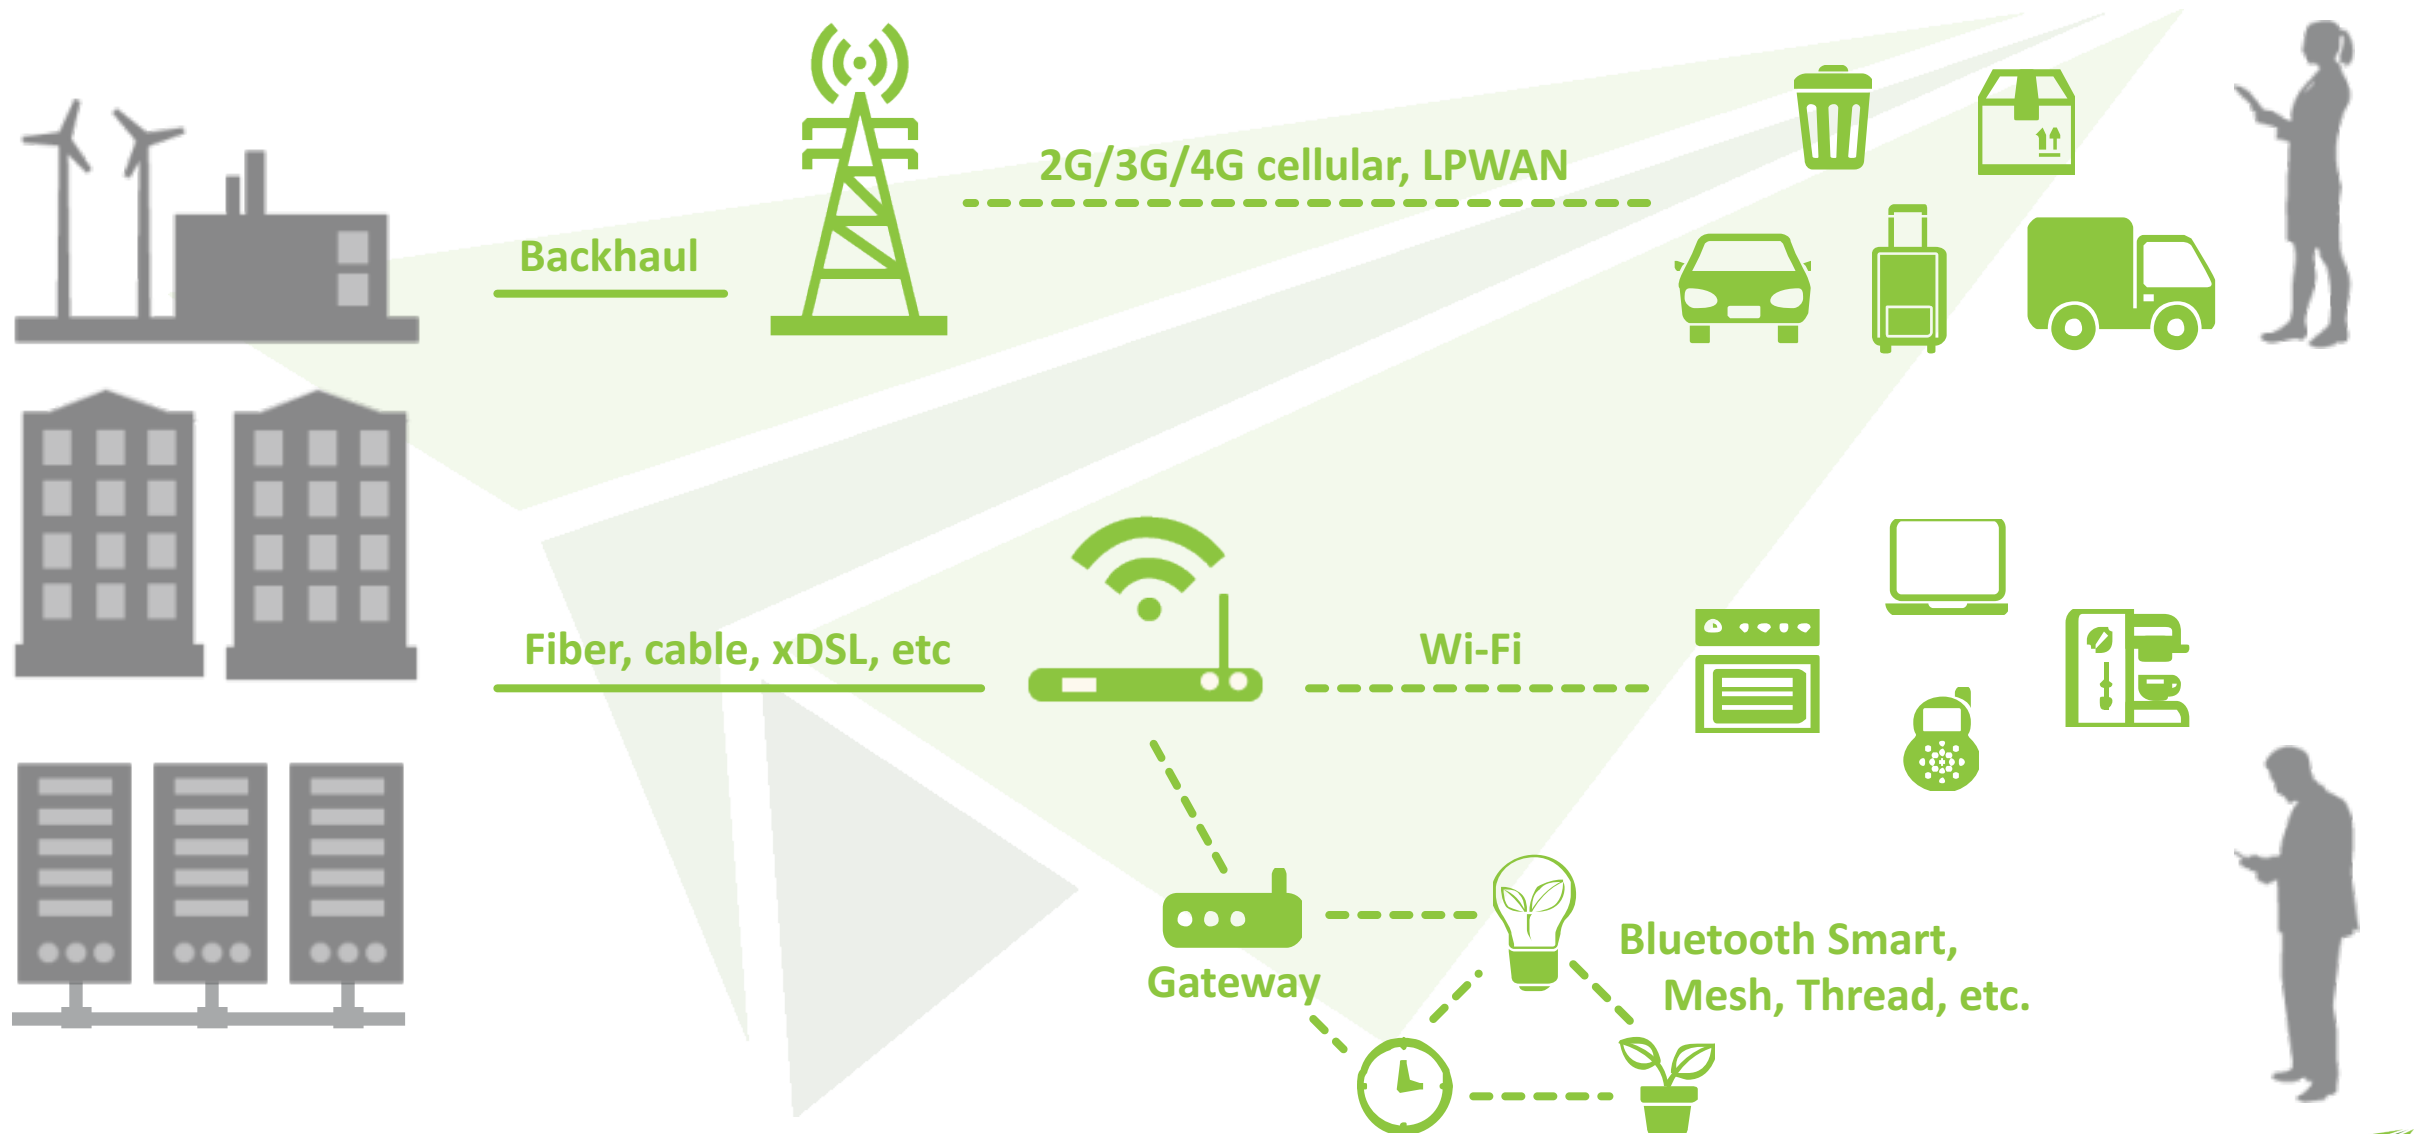 2G/3G/4G cellular, LPWAN
Backhaul
Fiber, cable, xDSL, etc
Wi-Fi
Bluetooth Smart,
Mesh, Thread, etc.
Gateway